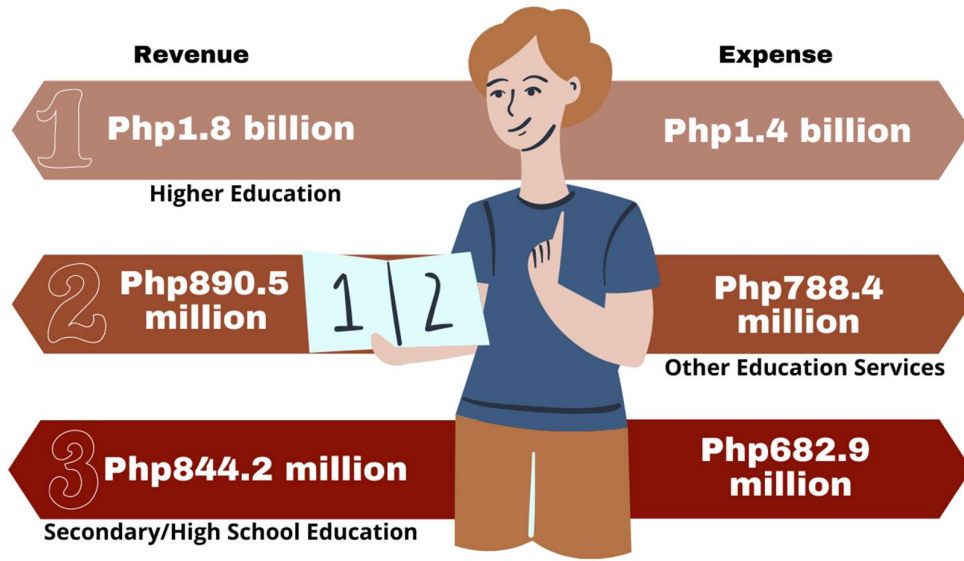 Revenue
Expense
1
Php1.8 billion
Php1.4 billion
Higher Education
2
Php890.5
million
1 2
Php788.4
million
Other Education Services
3
Php844.2 million
Php682.9
million
Secondary/High School Education